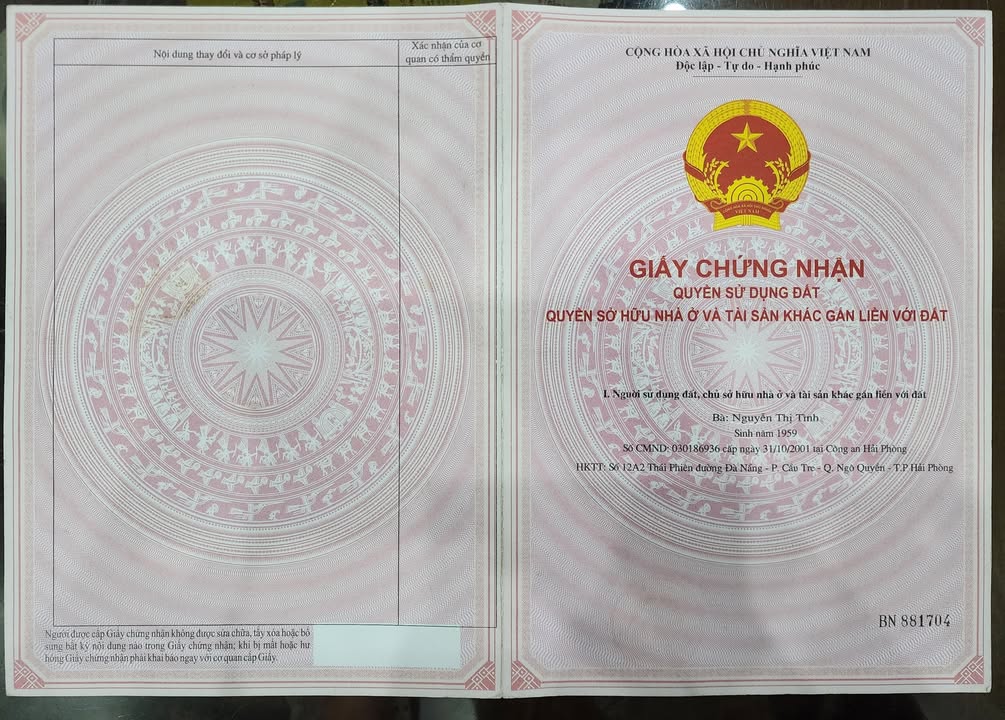 Nội dung thay đổi và cơ sở pháp lý
Xác nhận của cơ
quan có thẩm quyền
Người được cấp Giấy chứng nhận không được sửa chữa, tẩy xóa hoặc bổ
sung bất kỳ nội dung nào trong Giấy chứng nhận; khi bị mất hoặc hư
hỏng Giấy chứng nhận phải khai báo ngay với cơ quan cấp Giấy.
CỘNG HÒA XÃ HỘI CHỦ NGHĨA VIỆT NAM
Độc lập - Tự do - Hạnh phúc
VIỆT NAM
GIẤY CHỨNG NHẬN
QUYỀN SỬ DỤNG ĐẤT
QUYỀN SỞ HỮU NHÀ Ở VÀ TÀI SẢN KHÁC GẮN LIỀN VỚI ĐẤT
I. Người sử dụng đất, chủ sở hữu nhà ở và tài sản khác gắn liền với đất
Bà: Nguyễn Thị Tình
Sinh năm 1959
Số CMND: 030186936 cấp ngày 31/10/2001 tại Công an Hải Phòng
HKTT: Số 12A2 Thái Phiên đường Đà Nẵng - P. Cầu Tre - Q. Ngô Quyền - T.P Hải Phòng
BN 881704